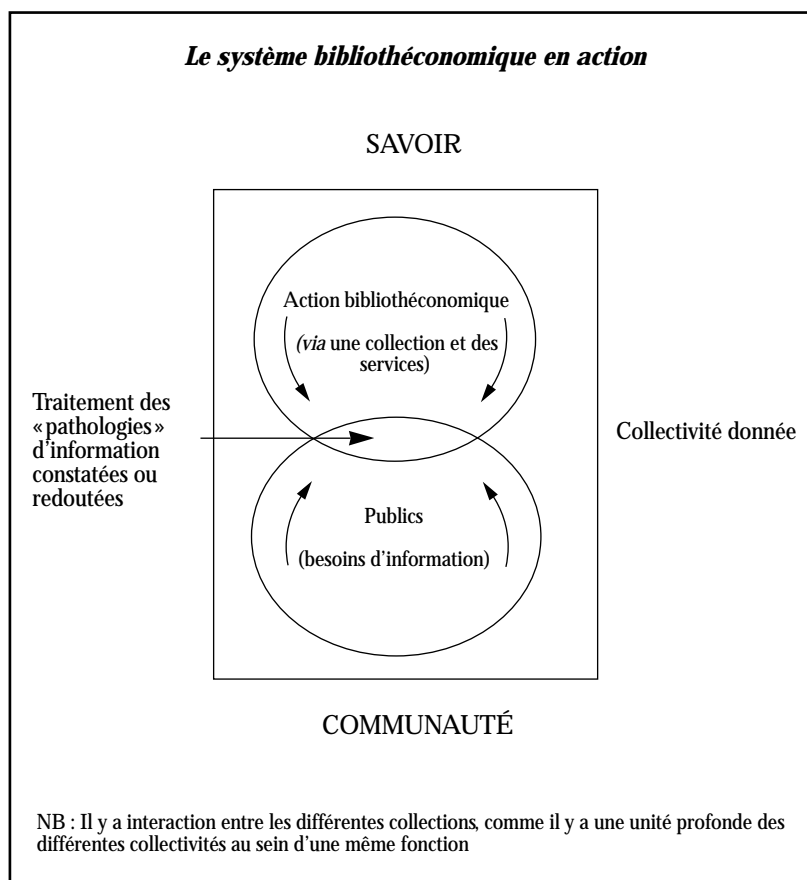 Le système bibliothéconomique en action
SAVOIR
Action bibliothéconomique
(via une collection et des
services)
Traitement des
«pathologies»
d'information
constatées ou
redoutées
Collectivité donnée
Publics
(besoins d'information)
COMMUNAUTÉ
NB : Il y a interaction entre les différentes collections, comme il y a une unité profonde des
différentes collectivités au sein d'une même fonction